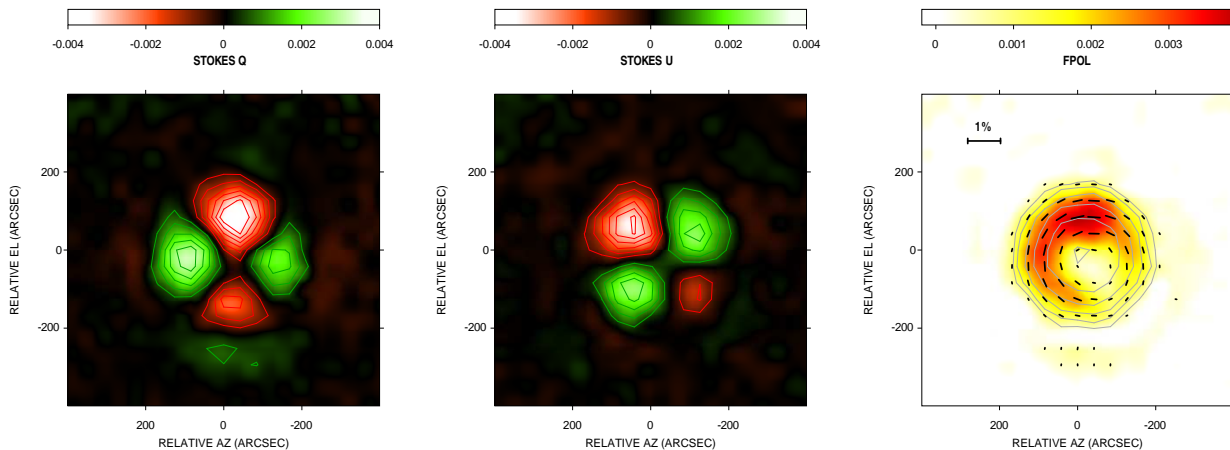 -0.004 -0.002 0 0.002 0.004
STOKES Q
RELATIVE EL (ARCSEC)
200
0
-200
200 0 -200
RELATIVE AZ (ARCSEC)
-0.004 -0.002 0 0.002 0.004
STOKES U
RELATIVE EL (ARCSEC)
200
0
-200
200 0 -200
RELATIVE AZ (ARCSEC)
0 0.001 0.002 0.003
FPOL
1%
RELATIVE EL (ARCSEC)
200
0
-200
200 0 -200
RELATIVE AZ (ARCSEC)